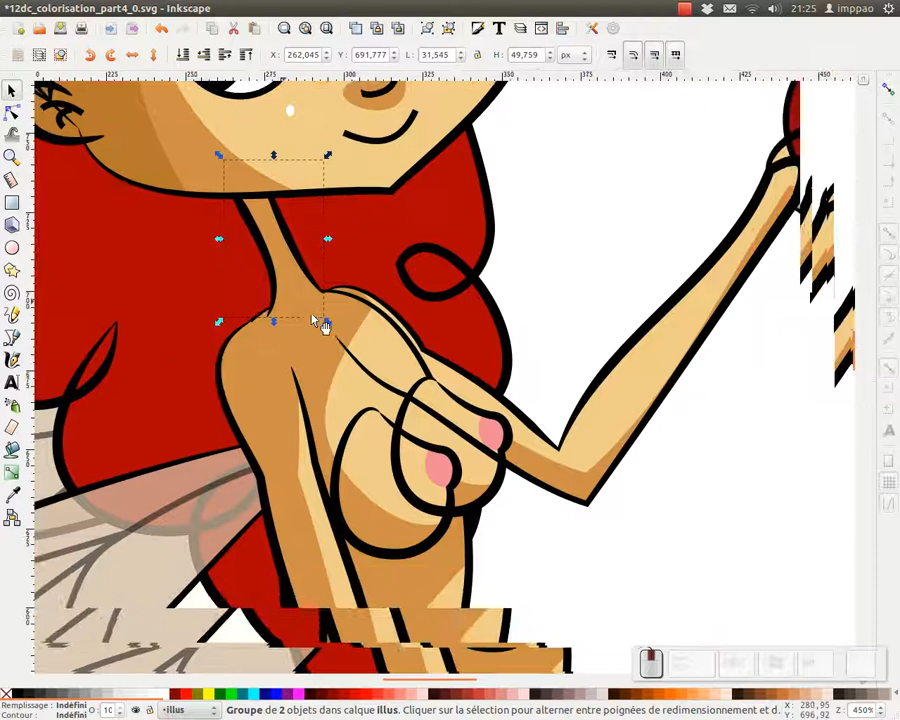 *12dc_colorisation_part4_0.svg - Inkscape
21:25 imppao
X: 262,045 Y: 691,777 L: 31,545 H: 49,759 px
0 225 250 275 300 325 350 375 400 425 450
Remplissage: Indéfini
Contour: Indéfini
O: 10
•illus
Groupe de 2 objets dans calque illus. Cliquer sur la sélection pour alterner entre poignées de redimensionnement et d
X: 280,95
Y: 696,92
Z: 450%